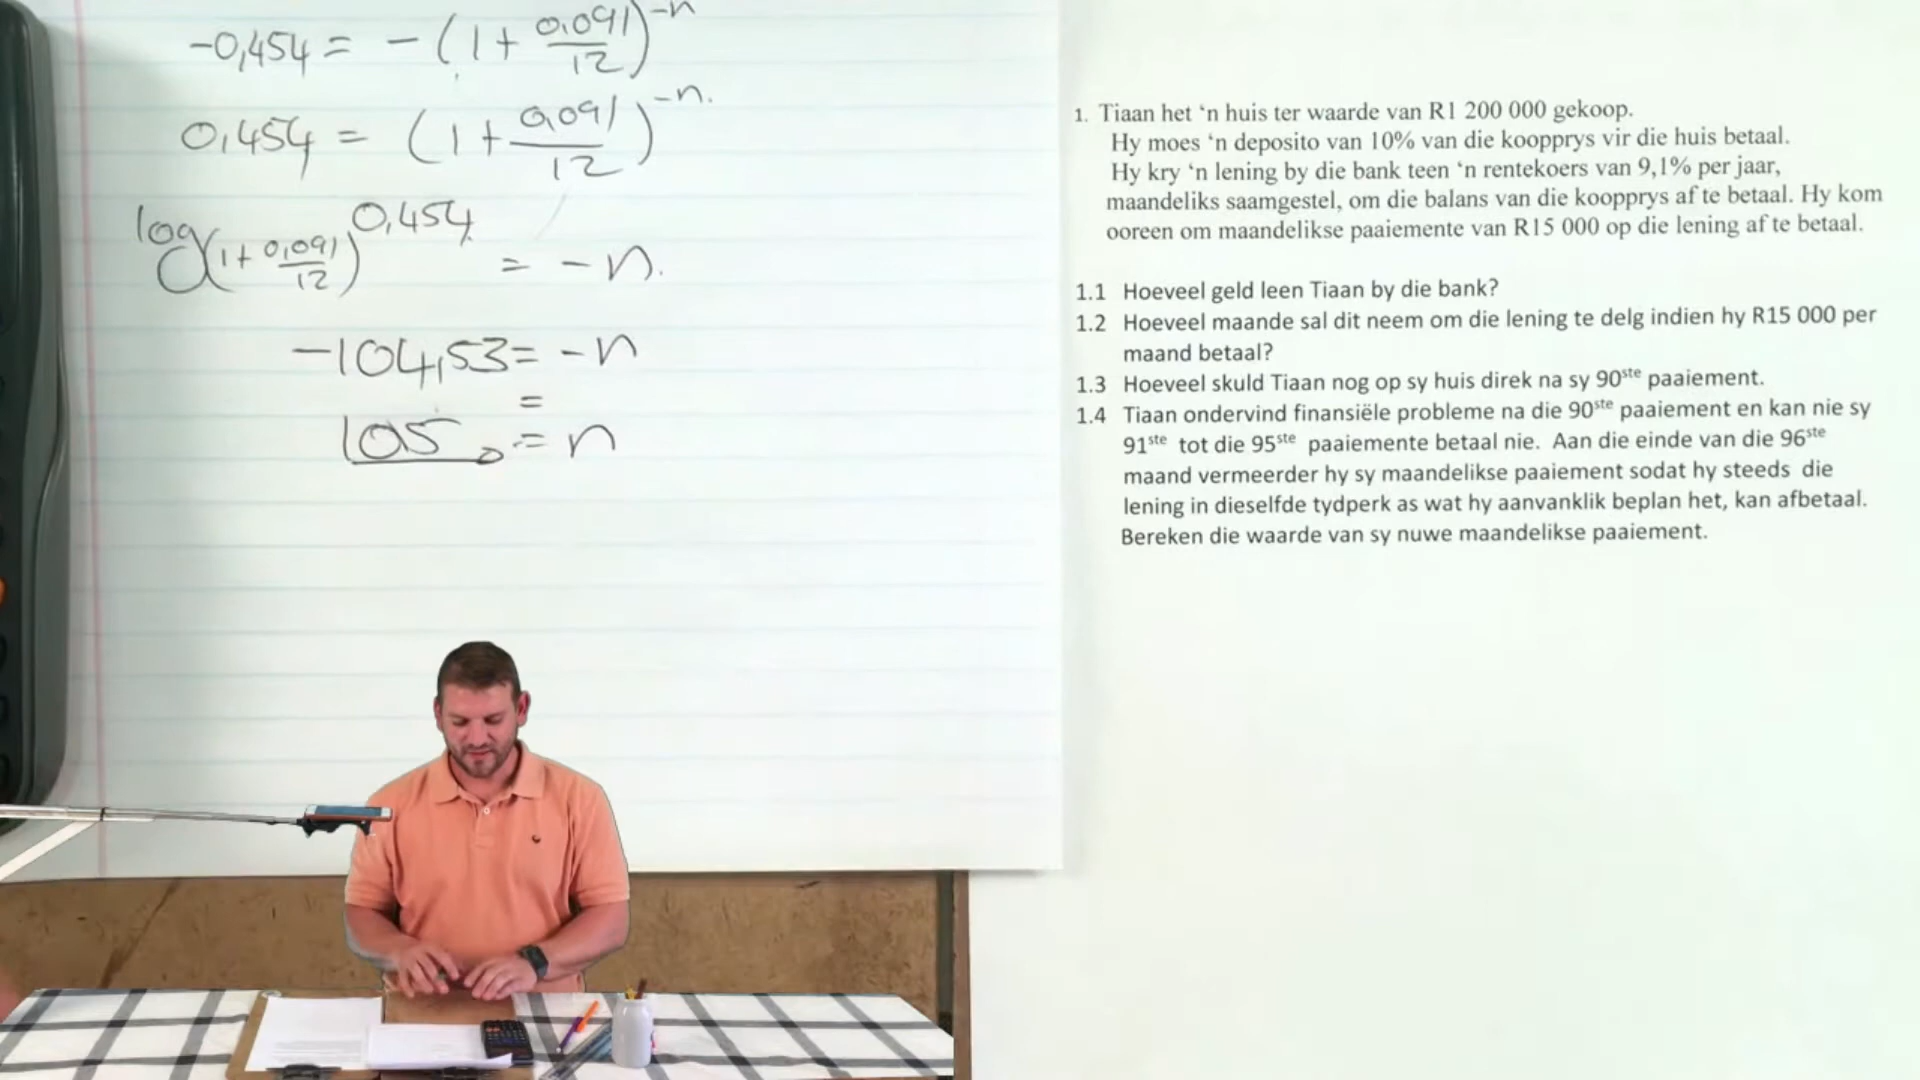 -0,454 = -(1 + 0.091/12)^-n
0,454 = (1 + 0,091/12)^-n.
log(1 + 0,091/12) 0,454 = -n.
-104,53 = -n
=
105 = n
1. Tiaan het ‘n huis ter waarde van R1 200 000 gekoop.
Hy moes ‘n deposito van 10% van die koopprys vir die huis betaal.
Hy kry ‘n lening by die bank teen ‘n rentekoers van 9,1% per jaar,
maandeliks saamgestel, om die balans van die koopprys af te betaal. Hy kom
ooreen om maandelikse paaiemente van R15 000 op die lening af te betaal.
1.1 Hoeveel geld leen Tiaan by die bank?
1.2 Hoeveel maande sal dit neem om die lening te delg indien hy R15 000 per
maand betaal?
1.3 Hoeveel skuld Tiaan nog op sy huis direk na sy 90ste paaiement.
1.4 Tiaan ondervind finansiële probleme na die 90ste paaiement en kan nie sy
91ste tot die 95ste paaiemente betaal nie. Aan die einde van die 96ste
maand vermeerder hy sy maandelikse paaiement sodat hy steeds die
lening in dieselfde tydperk as wat hy aanvanklik beplan het, kan afbetaal.
Bereken die waarde van sy nuwe maandelikse paaiement.